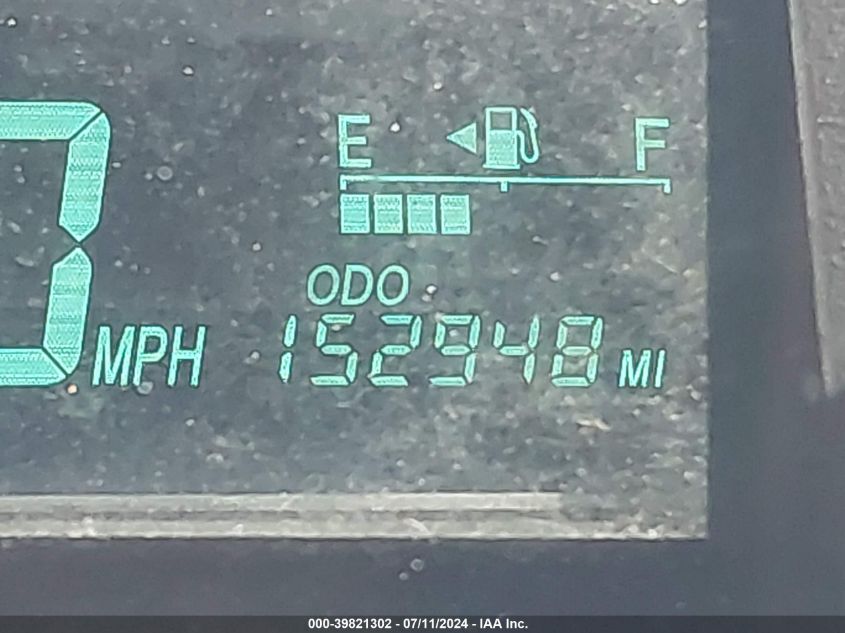 E F
ODO
MPH 152948 MI
000-39821302 - 07/11/2024 - IAA Inc.